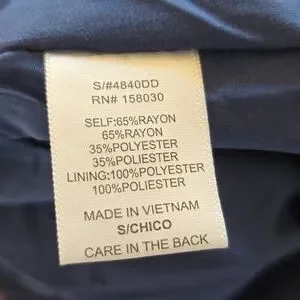 S/#4840DD
RN# 158030
SELF:65%RAYON
65%RAYON
35%POLYESTER
35%POLIESTER
LINING:100%POLYESTER
100%POLIESTER
MADE IN VIETNAM
S/CHICO
CARE IN THE BACK